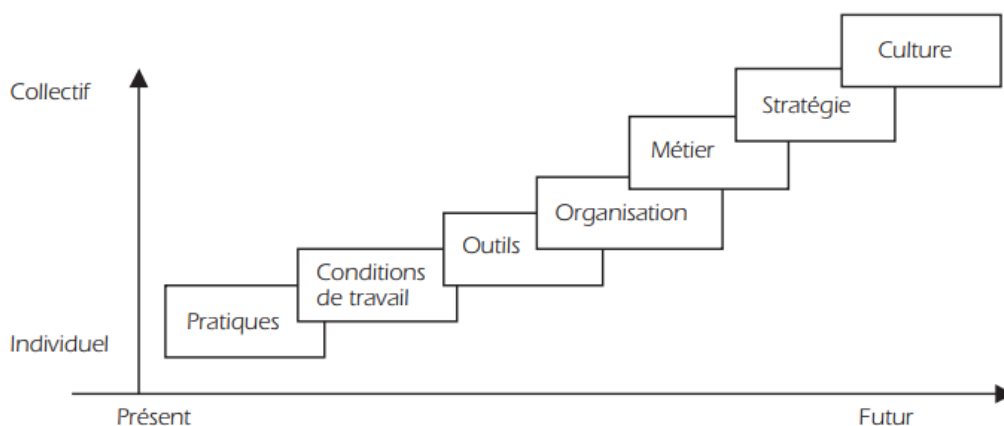 Culture
Collectif
Stratégie
Métier
Organisation
Outils
Conditions
de travail
Pratiques
Individuel
Présent
Futur